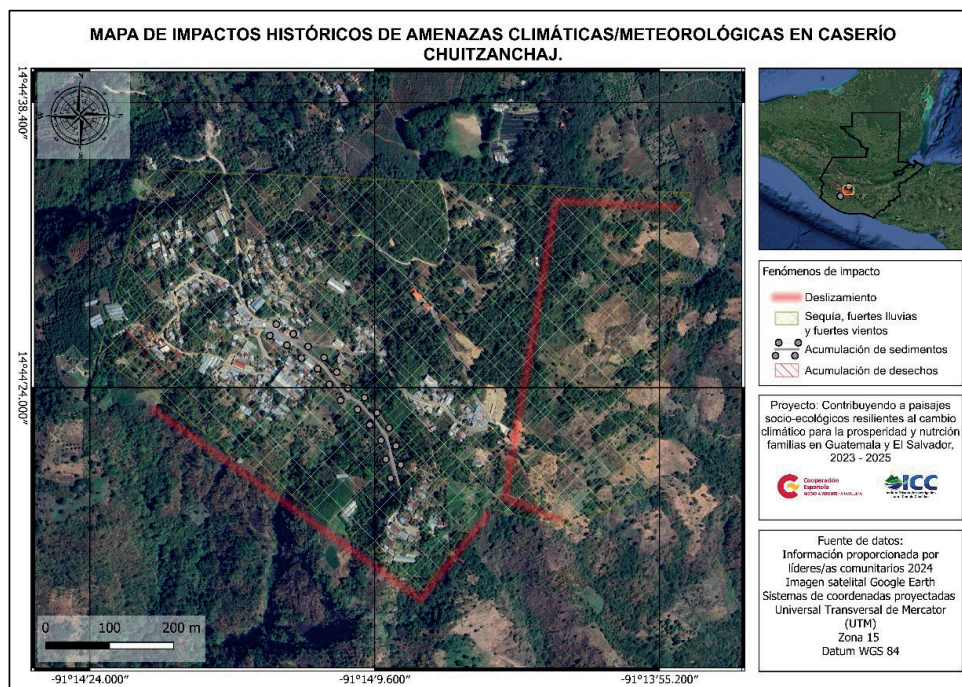 MAPA DE IMPACTOS HISTÓRICOS DE AMENAZAS CLIMÁTICAS/METEOROLÓGICAS EN CASERÍO
CHUITZANCHAJ.
14°44'38.400"
14°44'24.000"
-91°14'24.000"
-91°14'9.600"
-91°13'55.200"
0 100 200 m
Fenómenos de impacto
Deslizamiento
Sequía, fuertes lluvias
y fuertes vientos
Acumulación de sedimentos
Acumulación de desechos
Proyecto: Contribuyendo a paisajes
socio-ecológicos resilientes al cambio
climático para la prosperidad y nutrción
familias en Guatemala y El Salvador,
2023 - 2025
Cooperación
Española
ICC
Fuente de datos:
Información proporcionada por
líderes/as comunitarios 2024
Imagen satelital Google Earth
Sistemas de coordenadas proyectadas
Universal Transversal de Mercator
(UTM)
Zona 15
Datum WGS 84